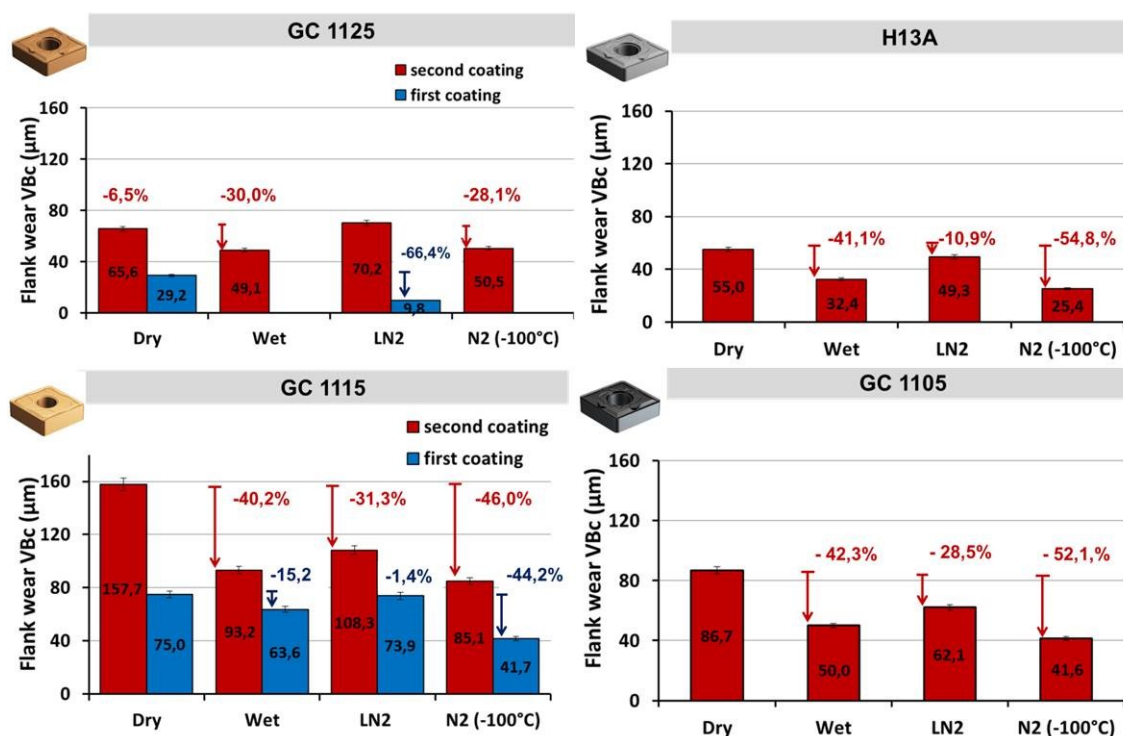 GC 1125
second coating
first coating
Flank wear VBc (µm)
160
120
80
40
0
-6,5%
-30,0%
-28,1%
-66,4%
65,6
29,2
49,1
70,2
9,8
50,5
Dry
Wet
LN2
N2 (-100°C)
H13A
Flank wear VBc (µm)
160
120
80
40
0
-41,1%
-10,9%
-54,8,%
55,0
32,4
49,3
25,4
Dry
Wet
LN2
N2 (-100°C)
GC 1115
second coating
first coating
Flank wear VBc (µm)
160
120
80
40
0
-40,2%
-31,3%
-46,0%
-15,2
-1,4%
-44,2%
157,7
75,0
93,2
63,6
108,3
73,9
85,1
41,7
Dry
Wet
LN2
N2 (-100°C)
GC 1105
Flank wear VBc (µm)
160
120
80
40
0
- 42,3%
- 28,5%
- 52,1,%
86,7
50,0
62,1
41,6
Dry
Wet
LN2
N2 (-100°C)